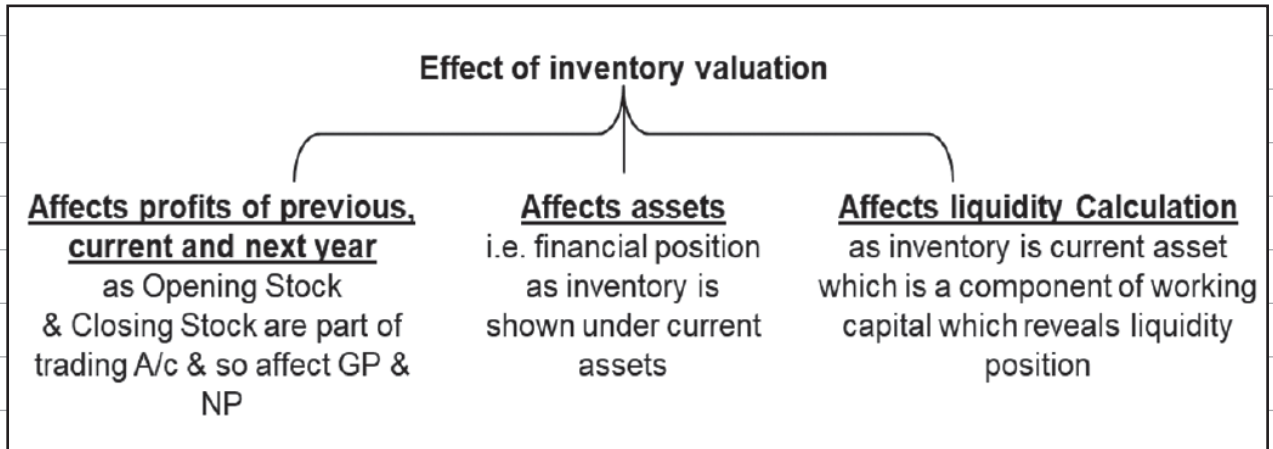 Effect of inventory valuation
Affects profits of previous,
current and next year
as Opening Stock
& Closing Stock are part of
trading A/c & so affect GP &
NP
Affects assets
i.e. financial position
as inventory is
shown under current
assets
Affects liquidity Calculation
as inventory is current asset
which is a component of working
capital which reveals liquidity
position